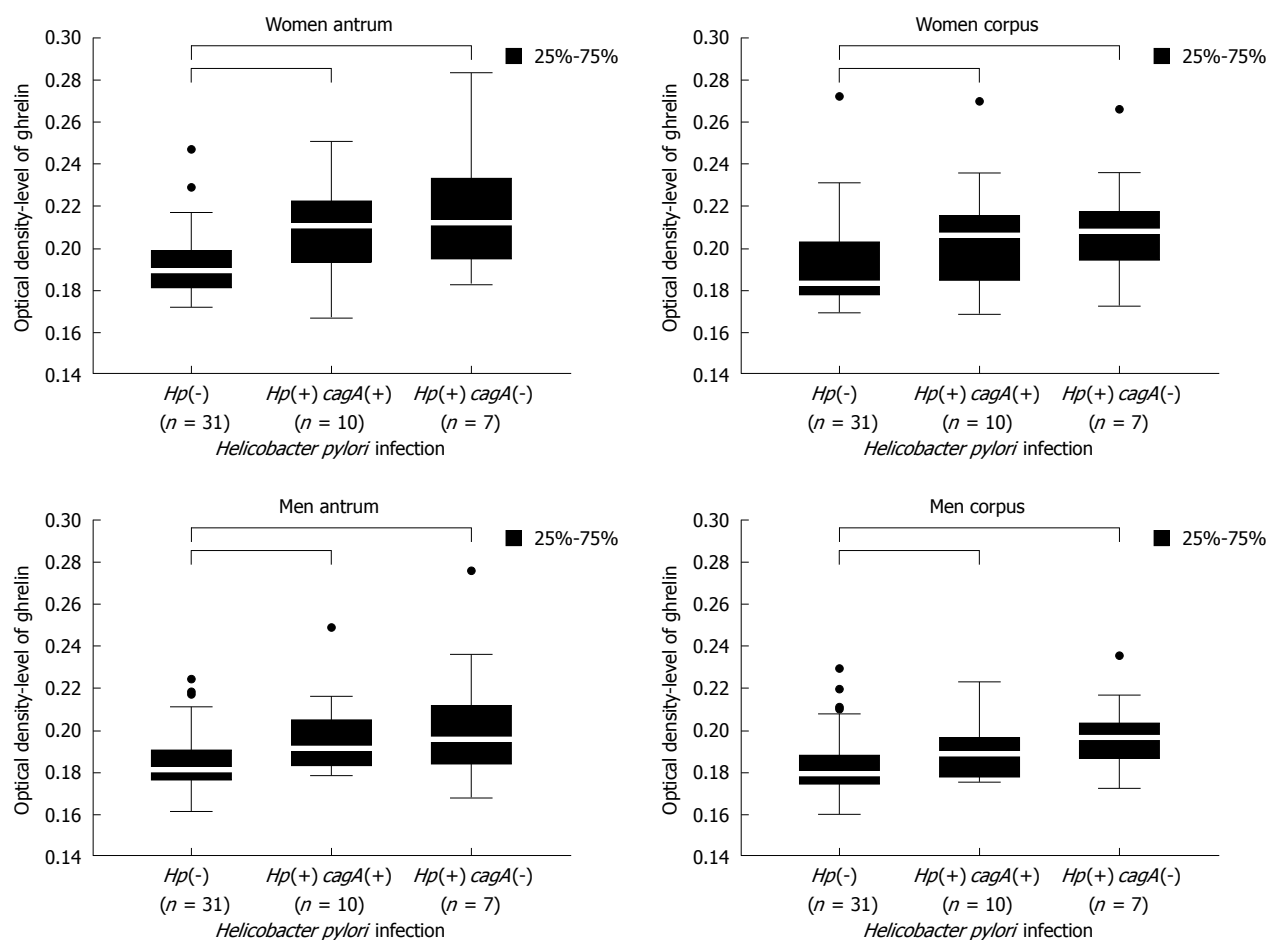 Women antrum
25%-75%
Optical density-level of ghrelin
0.30
0.28
0.26
0.24
0.22
0.20
0.18
0.16
0.14
Hp(-)
Hp(+) cagA(+)
Hp(+) cagA(-)
(n = 31)
(n = 10)
(n = 7)
Helicobacter pylori infection
Women corpus
25%-75%
Optical density-level of ghrelin
0.30
0.28
0.26
0.24
0.22
0.20
0.18
0.16
0.14
Hp(-)
Hp(+) cagA(+)
Hp(+) cagA(-)
(n = 31)
(n = 10)
(n = 7)
Helicobacter pylori infection
Men antrum
25%-75%
Optical density-level of ghrelin
0.30
0.28
0.26
0.24
0.22
0.20
0.18
0.16
0.14
Hp(-)
Hp(+) cagA(+)
Hp(+) cagA(-)
(n = 31)
(n = 10)
(n = 7)
Helicobacter pylori infection
Men corpus
25%-75%
Optical density-level of ghrelin
0.30
0.28
0.26
0.24
0.22
0.20
0.18
0.16
0.14
Hp(-)
Hp(+) cagA(+)
Hp(+) cagA(-)
(n = 31)
(n = 10)
(n = 7)
Helicobacter pylori infection